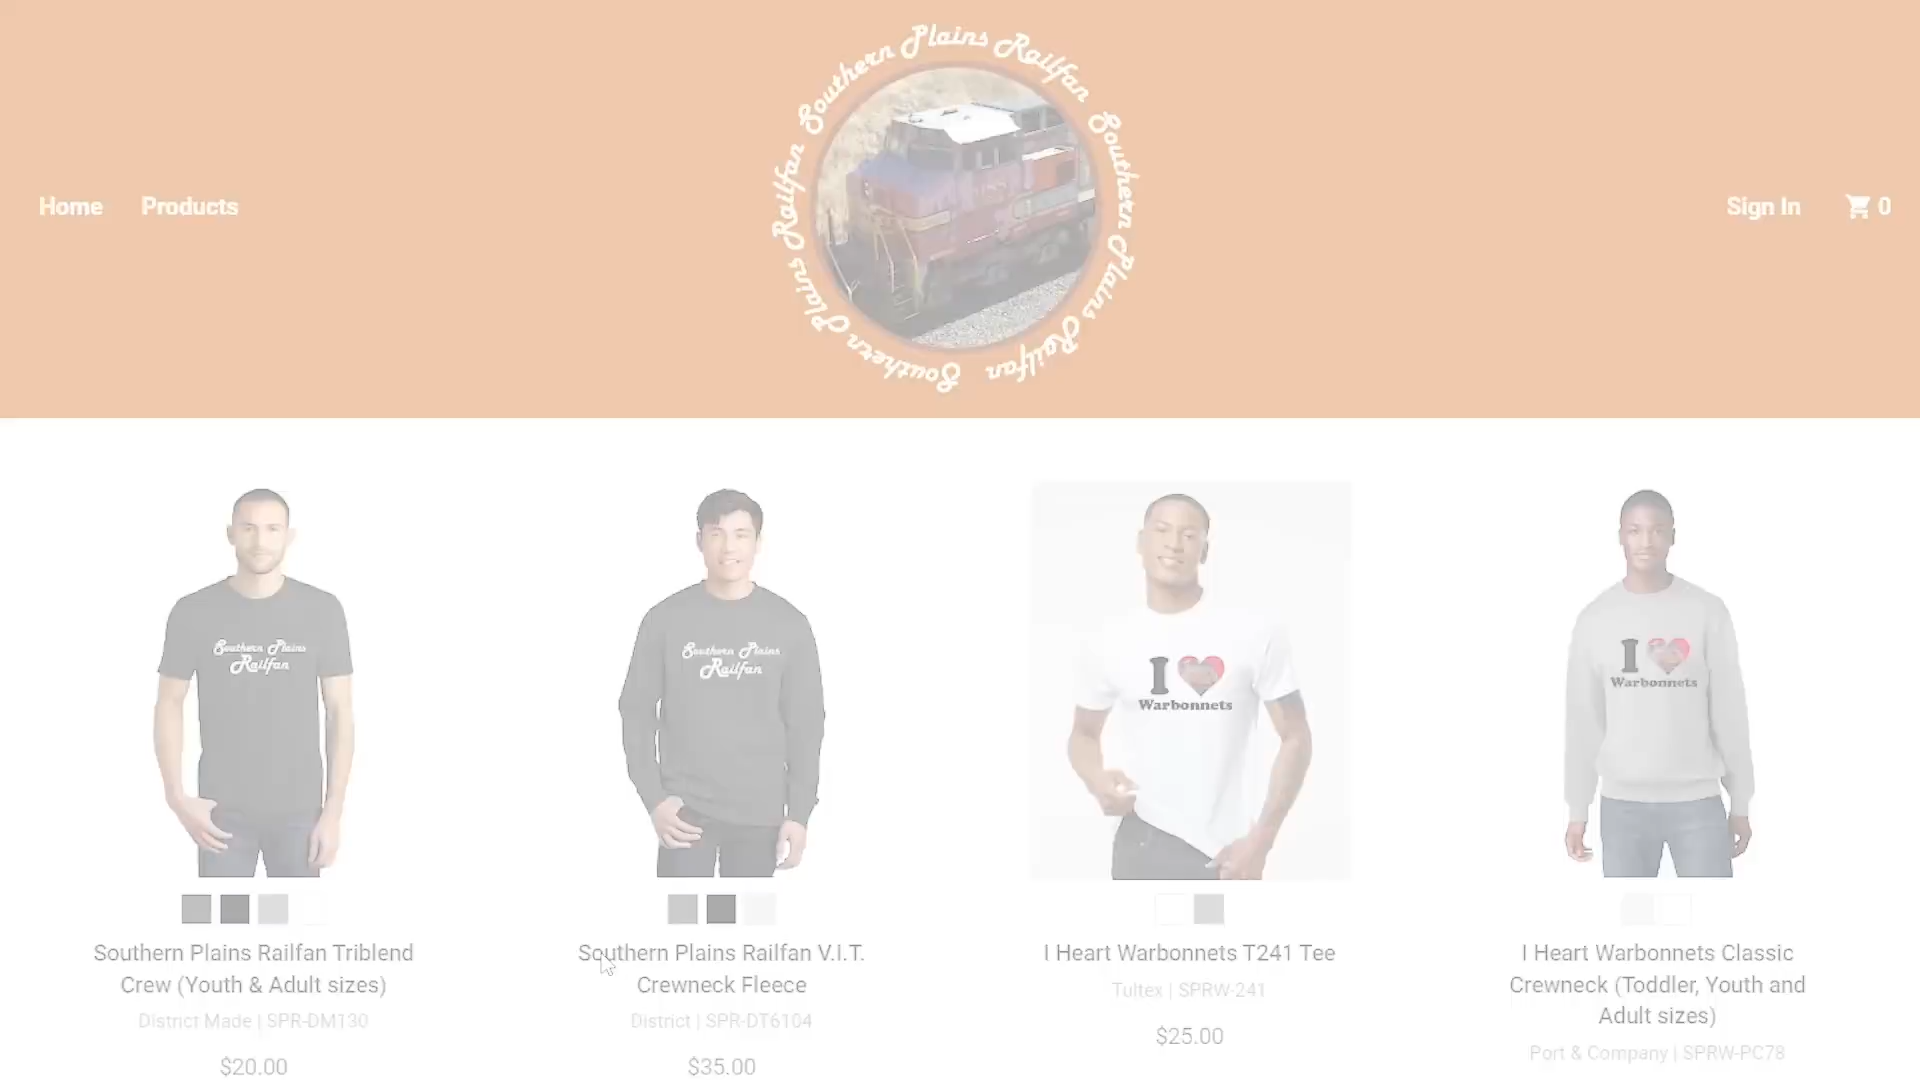 Southern Plains Railfan Southern Plains Railfan Southern Plains Railfan
Home
Products
Sign In
0
Southern Plains
Railfan
Southern Plains
Railfan
I
Warbonnets
I
Warbonnets
Southern Plains Railfan Triblend
Crew (Youth & Adult sizes)
District Made | SPR-DM130
$20.00
Southern Plains Railfan V.I.T.
Crewneck Fleece
District | SPR-DT6104
$35.00
I Heart Warbonnets T241 Tee
Tultex | SPRW-241
$25.00
I Heart Warbonnets Classic
Crewneck (Toddler, Youth and
Adult sizes)
Port & Company | SPRW-PC78